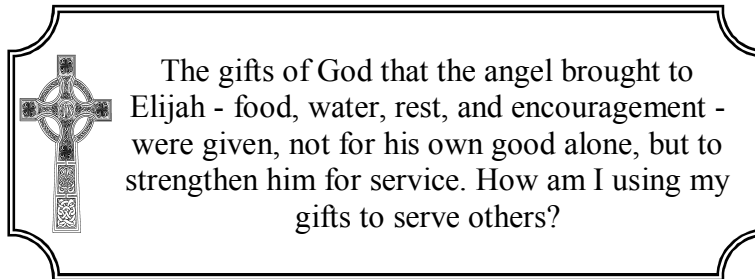 The gifts of God that the angel brought to
Elijah - food, water, rest, and encouragement -
were given, not for his own good alone, but to
strengthen him for service. How am I using my
gifts to serve others?